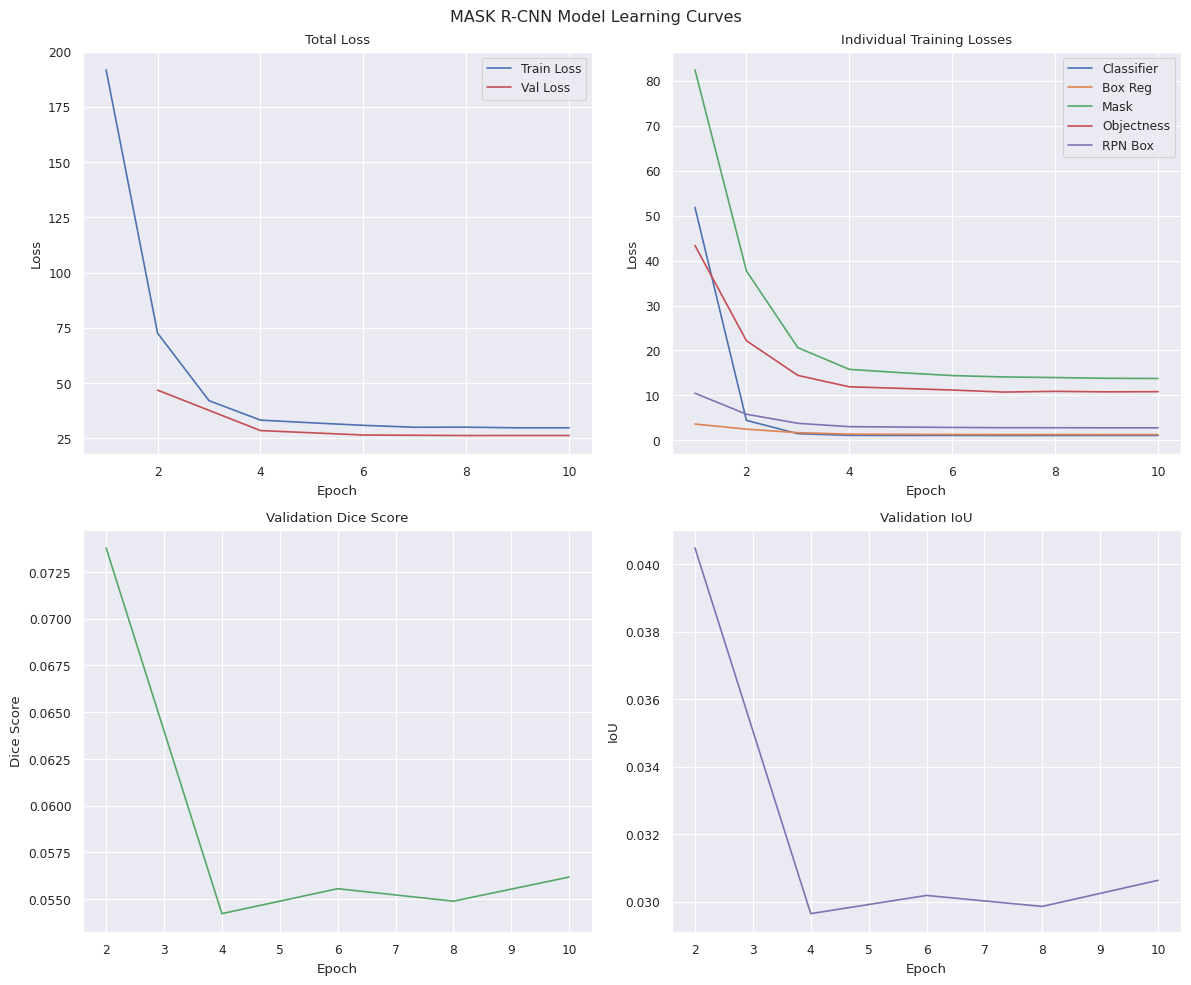 MASK R-CNN Model Learning Curves
Total Loss
200
175
150
125
100
75
50
25
Loss
2 4 6 8 10
Epoch
Train Loss
Val Loss
Individual Training Losses
80
70
60
50
40
30
20
10
0
Loss
2 4 6 8 10
Epoch
Classifier
Box Reg
Mask
Objectness
RPN Box
Validation Dice Score
0.0725
0.0700
0.0675
0.0650
0.0625
0.0600
0.0575
0.0550
Dice Score
2 3 4 5 6 7 8 9 10
Epoch
Validation IoU
0.040
0.038
0.036
0.034
0.032
0.030
IoU
2 3 4 5 6 7 8 9 10
Epoch